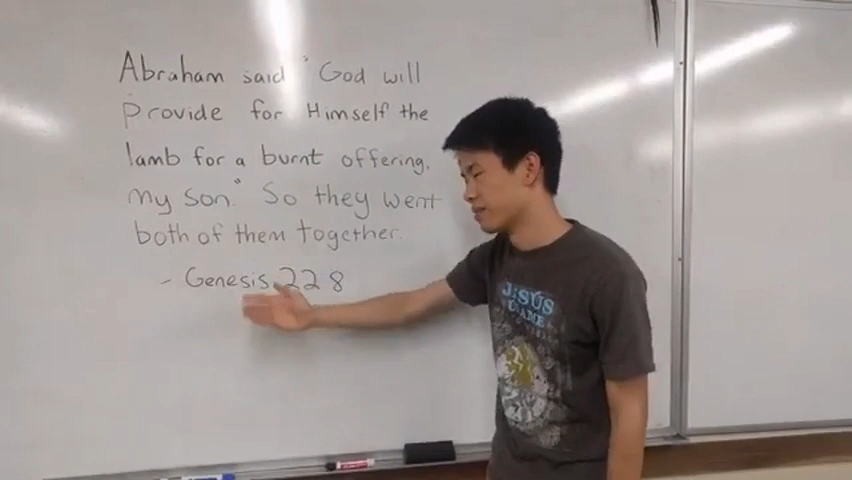 Abraham said "God will
Provide for Himself the
lamb for a burnt offering,
my son." So they went
both of them together.
- Genesis 22 8
JESUS